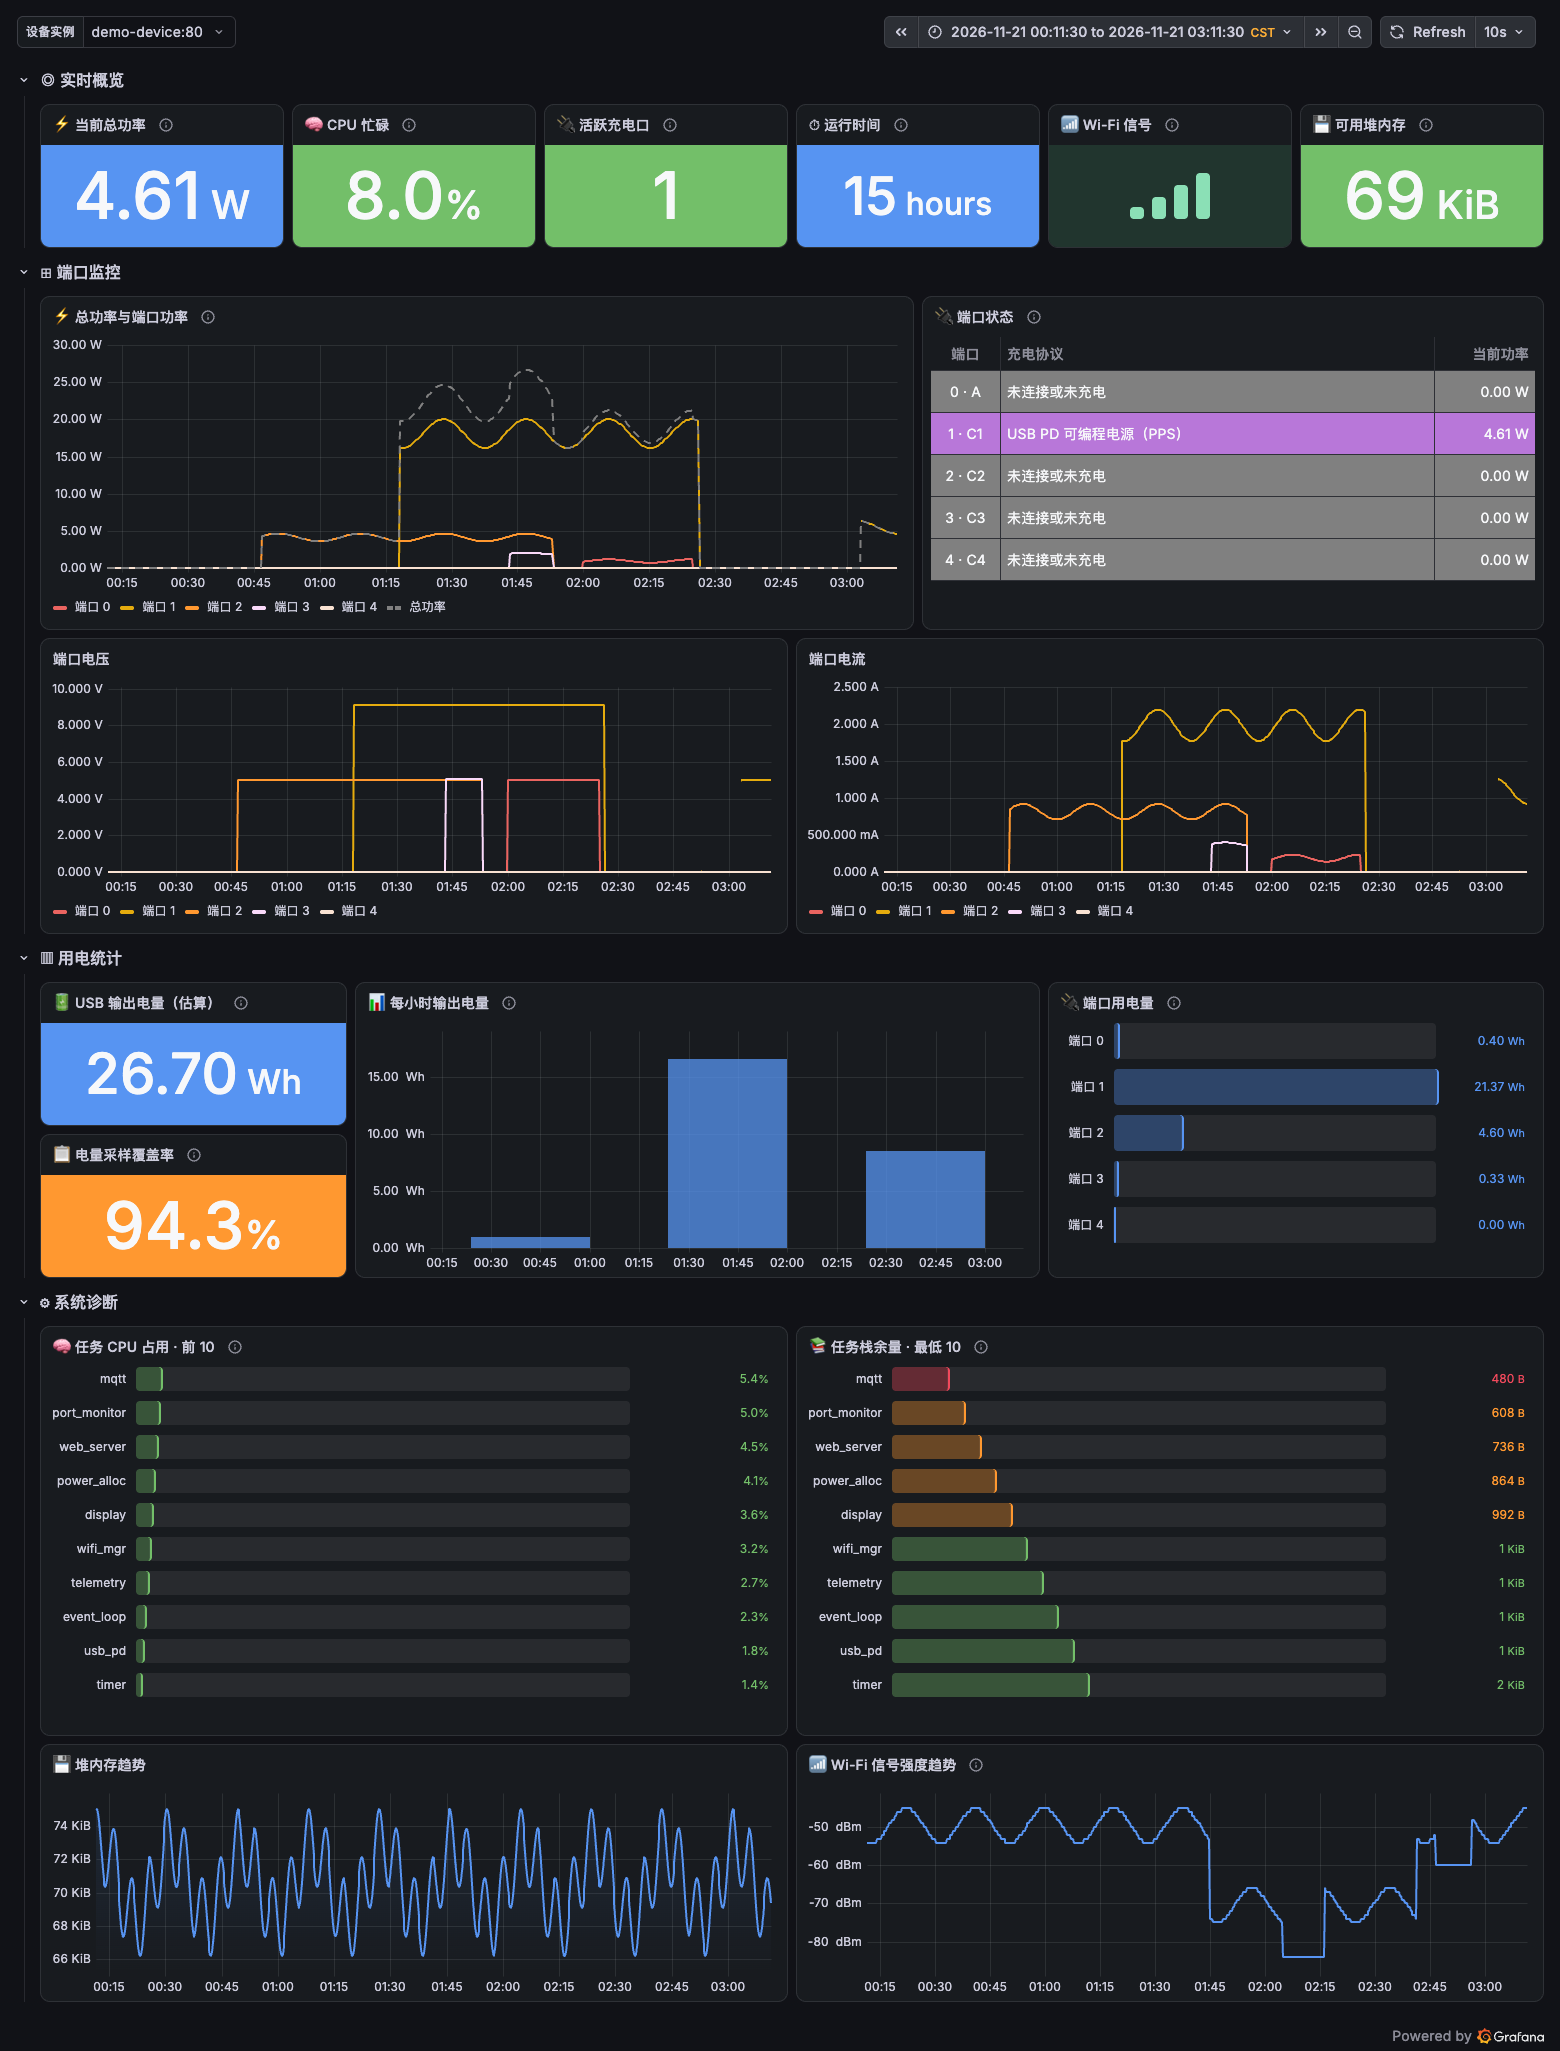 设备实例 demo-device:80
2026-11-21 00:11:30 to 2026-11-21 03:11:30 CST
Refresh 10s
实时概览
当前总功率
4.61 W
CPU 忙碌
8.0%
活跃充电口
1
运行时间
15 hours
Wi-Fi 信号
可用堆内存
69 KiB
端口监控
总功率与端口功率
30.00 W
25.00 W
20.00 W
15.00 W
10.00 W
5.00 W
0.00 W
00:15 00:30 00:45 01:00 01:15 01:30 01:45 02:00 02:15 02:30 02:45 03:00
端口 0 端口 1 端口 2 端口 3 端口 4 总功率
端口状态
端口 充电协议 当前功率
0 · A 未连接或未充电 0.00 W
1 · C1 USB PD 可编程电源（PPS） 4.61 W
2 · C2 未连接或未充电 0.00 W
3 · C3 未连接或未充电 0.00 W
4 · C4 未连接或未充电 0.00 W
端口电压
10.000 V
8.000 V
6.000 V
4.000 V
2.000 V
0.000 V
00:15 00:30 00:45 01:00 01:15 01:30 01:45 02:00 02:15 02:30 02:45 03:00
端口 0 端口 1 端口 2 端口 3 端口 4
端口电流
2.500 A
2.000 A
1.500 A
1.000 A
500.000 mA
0.000 A
00:15 00:30 00:45 01:00 01:15 01:30 01:45 02:00 02:15 02:30 02:45 03:00
端口 0 端口 1 端口 2 端口 3 端口 4
用电统计
USB 输出电量（估算）
26.70 Wh
电量采样覆盖率
94.3%
每小时输出电量
15.00 Wh
10.00 Wh
5.00 Wh
0.00 Wh
00:15 00:30 00:45 01:00 01:15 01:30 01:45 02:00 02:15 02:30 02:45 03:00
端口用电量
端口 0 0.40 Wh
端口 1 21.37 Wh
端口 2 4.60 Wh
端口 3 0.33 Wh
端口 4 0.00 Wh
系统诊断
任务 CPU 占用 · 前 10
mqtt 5.4%
port_monitor 5.0%
web_server 4.5%
power_alloc 4.1%
display 3.6%
wifi_mgr 3.2%
telemetry 2.7%
event_loop 2.3%
usb_pd 1.8%
timer 1.4%
任务栈余量 · 最低 10
mqtt 480 B
port_monitor 608 B
web_server 736 B
power_alloc 864 B
display 992 B
wifi_mgr 1 KiB
telemetry 1 KiB
event_loop 1 KiB
usb_pd 1 KiB
timer 2 KiB
堆内存趋势
74 KiB
72 KiB
70 KiB
68 KiB
66 KiB
00:15 00:30 00:45 01:00 01:15 01:30 01:45 02:00 02:15 02:30 02:45 03:00
Wi-Fi 信号强度趋势
-50 dBm
-60 dBm
-70 dBm
-80 dBm
00:15 00:30 00:45 01:00 01:15 01:30 01:45 02:00 02:15 02:30 02:45 03:00
Powered by Grafana